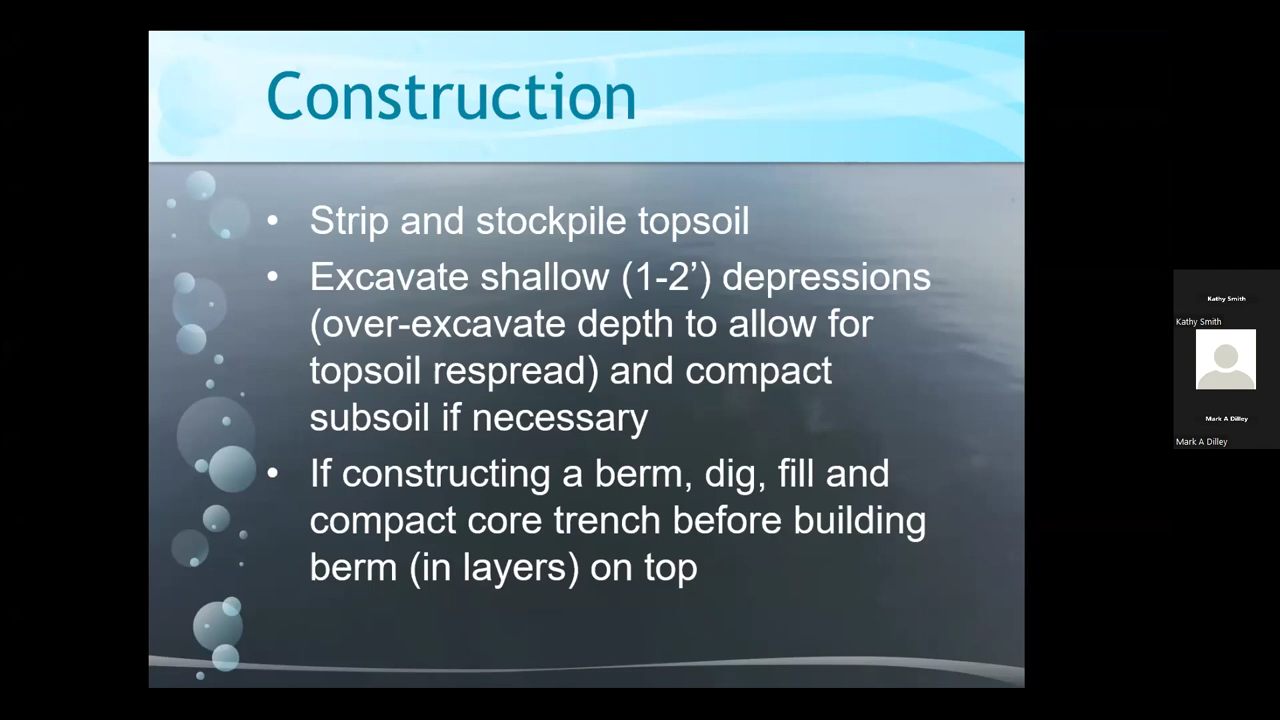 Construction
• Strip and stockpile topsoil
• Excavate shallow (1-2’) depressions
(over-excavate depth to allow for
topsoil respread) and compact
subsoil if necessary
• If constructing a berm, dig, fill and
compact core trench before building
berm (in layers) on top
Kathy Smith
Kathy Smith
Mark A Dilley
Mark A Dilley